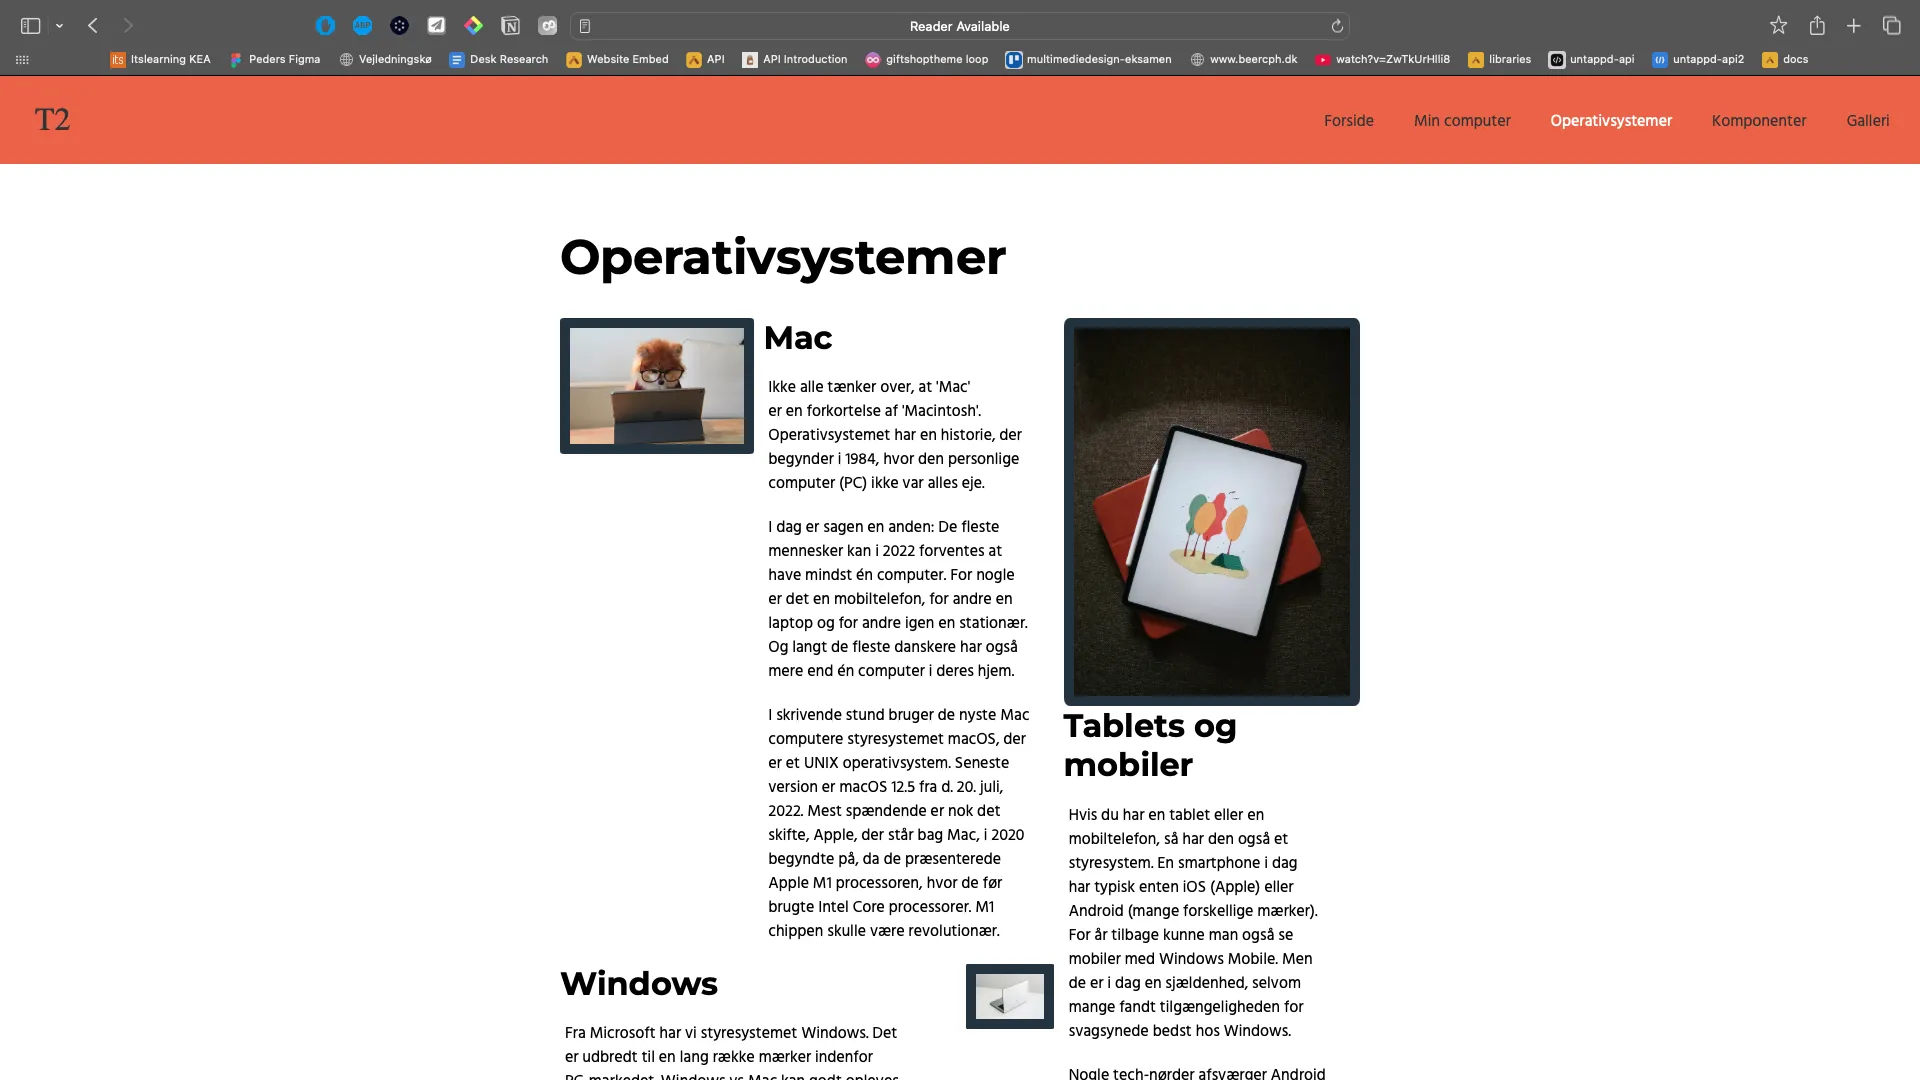 Reader Available
Itslearning KEA
Peders Figma
Vejledningskø
Desk Research
Website Embed
API
API Introduction
giftshoptheme loop
multimediedesign-eksamen
www.beercph.dk
watch?v=ZwTkUrHlli8
libraries
untappd-api
untappd-api2
docs
T2
Forside
Min computer
Operativsystemer
Komponenter
Galleri
Operativsystemer
Mac
Ikke alle tænker over, at 'Mac'
er en forkortelse af 'Macintosh'.
Operativsystemet har en historie, der
begynder i 1984, hvor den personlige
computer (PC) ikke var alles eje.
I dag er sagen en anden: De fleste
mennesker kan i 2022 forventes at
have mindst én computer. For nogle
er det en mobiltelefon, for andre en
laptop og for andre igen en stationær.
Og langt de fleste danskere har også
mere end én computer i deres hjem.
I skrivende stund bruger de nyste Mac
computere styresystemet macOS, der
er et UNIX operativsystem. Seneste
version er macOS 12.5 fra d. 20. juli,
2022. Mest spændende er nok det
skifte, Apple, der står bag Mac, i 2020
begyndte på, da de præsenterede
Apple M1 processoren, hvor de før
brugte Intel Core processorer. M1
chippen skulle være revolutionær.
Windows
Fra Microsoft har vi styresystemet Windows. Det
er udbredt til en lang række mærker indenfor
PC-markedet. Windows vs Mac kan godt opleves
Tablets og
mobiler
Hvis du har en tablet eller en
mobiltelefon, så har den også et
styresystem. En smartphone i dag
har typisk enten iOS (Apple) eller
Android (mange forskellige mærker).
For år tilbage kunne man også se
mobiler med Windows Mobile. Men
de er i dag en sjældenhed, selvom
mange fandt tilgængeligheden for
svagsynede bedst hos Windows.
Nogle tech-nørder afsværger Android